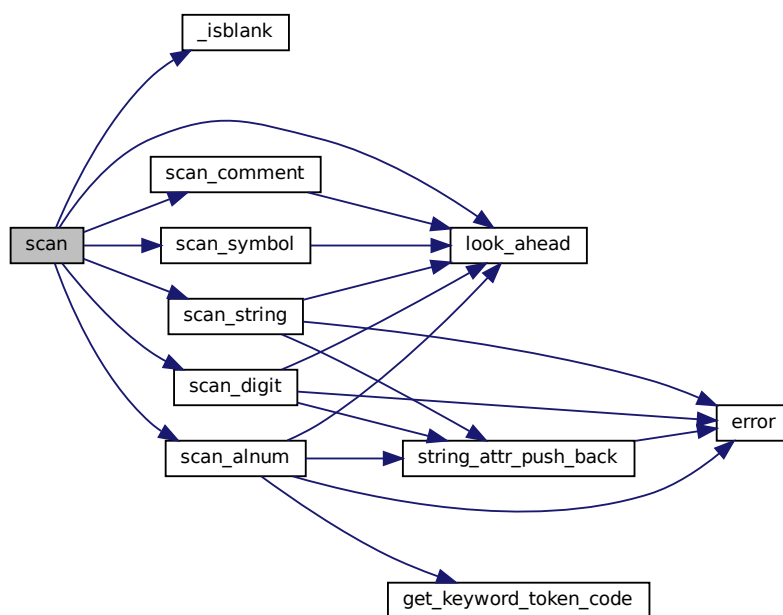 _isblank
scan_comment
scan
scan_symbol
look_ahead
scan_string
scan_digit
error
scan_alnum
string_attr_push_back
get_keyword_token_code